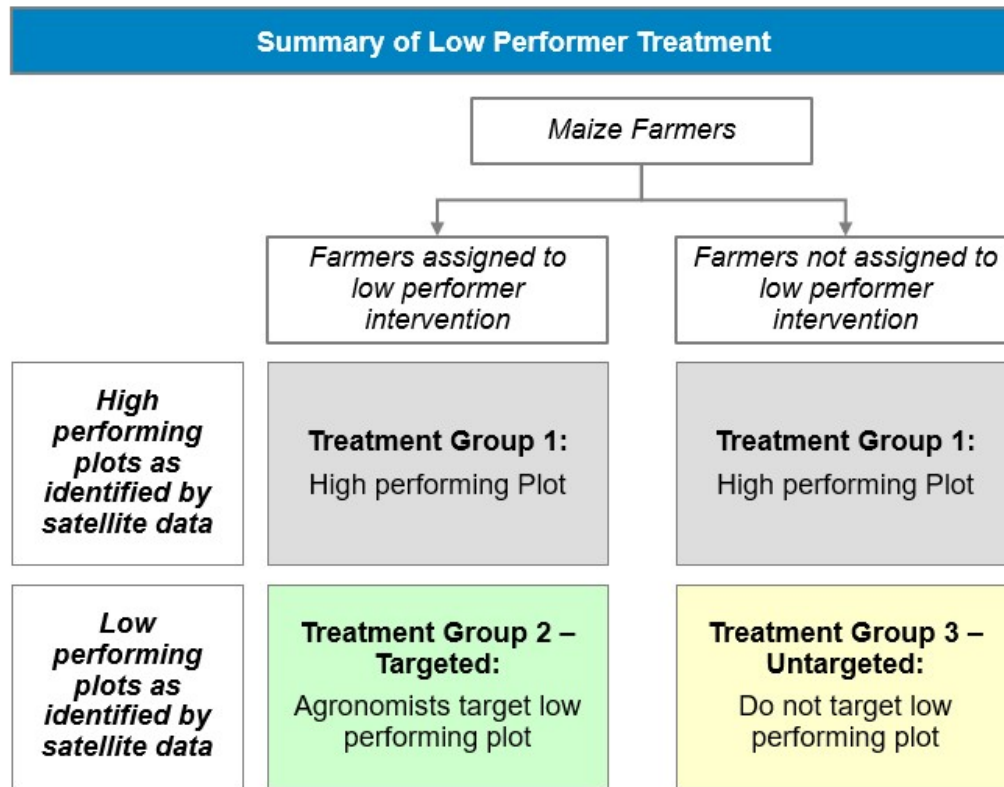 Summary of Low Performer Treatment
Maize Farmers
Farmers assigned to
low performer
intervention
Farmers not assigned to
low performer
intervention
High
performing
plots as
identified by
satellite data
Treatment Group 1:
High performing Plot
Treatment Group 1:
High performing Plot
Low
performing
plots as
identified by
satellite data
Treatment Group 2 –
Targeted:
Agronomists target low
performing plot
Treatment Group 3 –
Untargeted:
Do not target low
performing plot